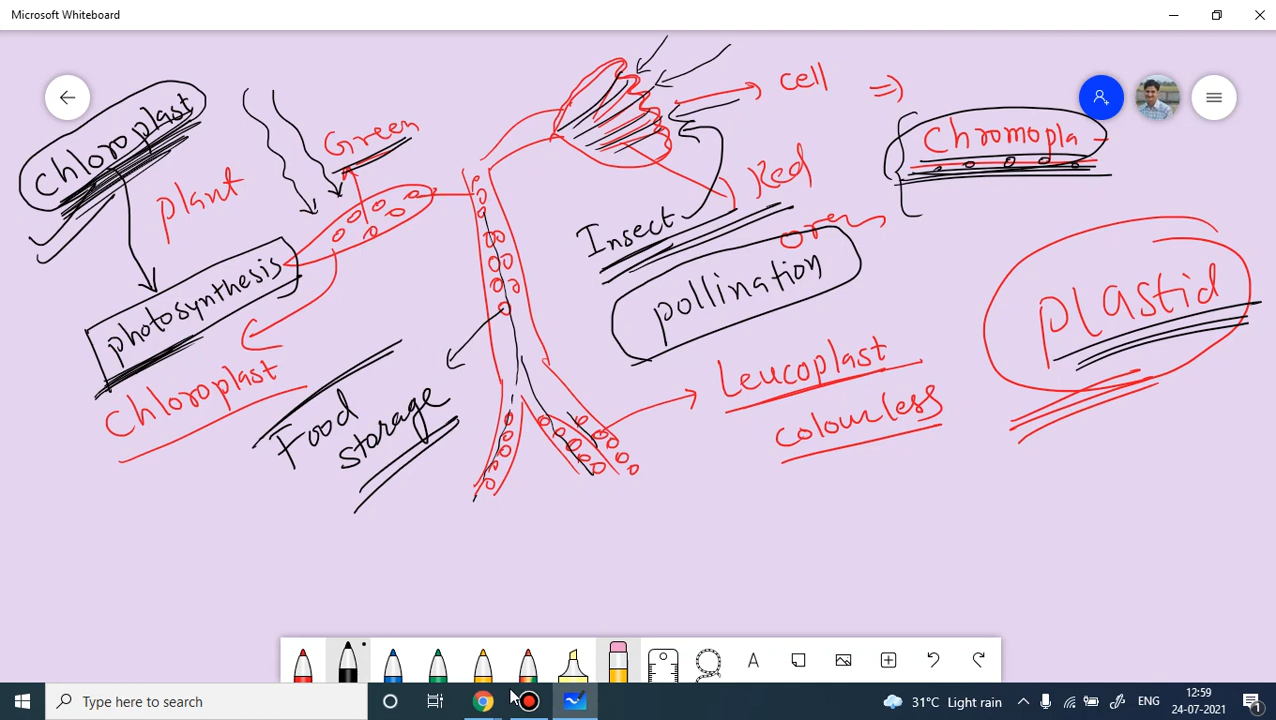 Microsoft Whiteboard
chloroplast
plant
Green
photosynthesis
chloroplast
Food
storage
cell
Chromopla
Red
Insect
pollination
plastid
Leucoplast
colourless
A
Type here to search
31°C Light rain
ENG
12:59
24-07-2021
1